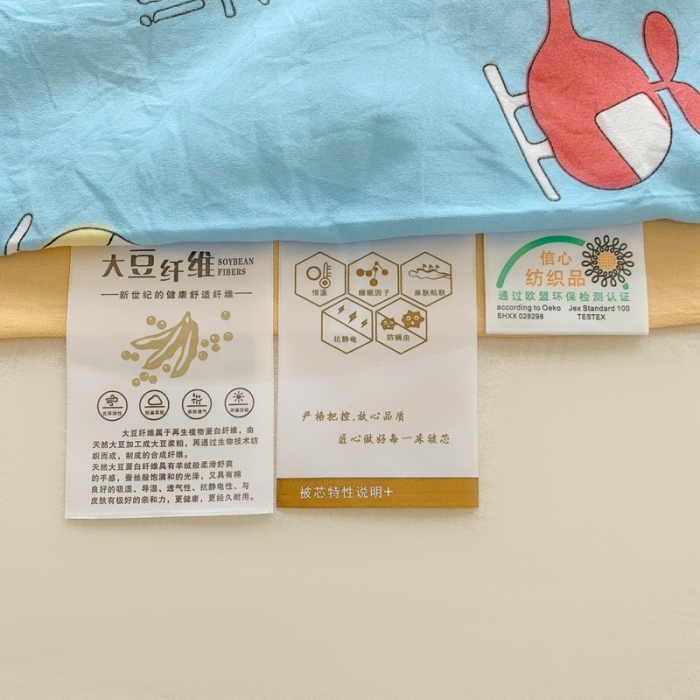 大豆纤维 SOYBEAN FIBERS
新世纪的健康舒适纤维
大豆纤维属于再生植物蛋白纤维，由
天然大豆加工成大豆浆粕，再通过生物技术纺
织而成，制成的合成纤维。
天然大豆蛋白纤维具有羊绒般柔滑舒爽
的手感，蚕丝般饱满和的光泽，又具有棉
良好的吸湿、导湿、透气性、抗静电性、与
皮肤有极好的亲和力，更健康，更经久耐用。
恒温
睡眠因子
亲肤贴肤
抗静电
防螨虫
严格把控，放心品质
匠心做好每一床被芯
被芯特性说明+
信心
纺织品
通过欧盟环保检测认证
according to Oeko Jex Standard 100
SHXX 028298 TESTEX